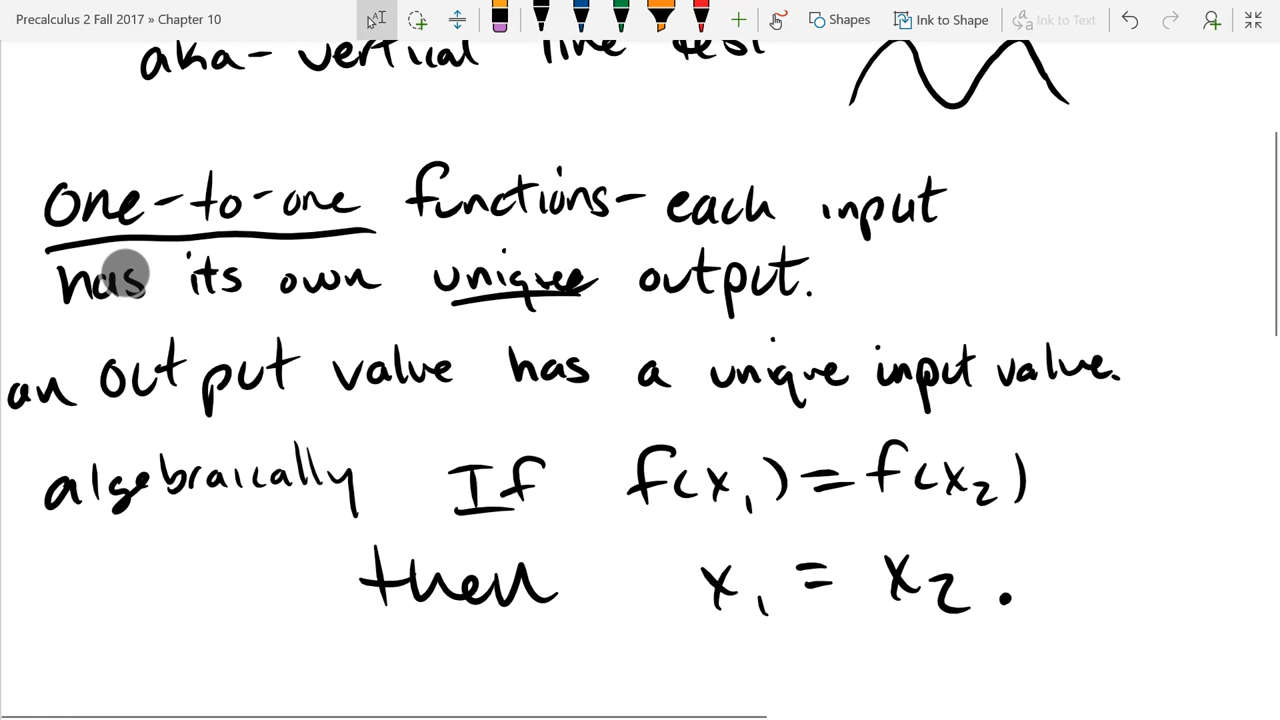 Precalculus 2 Fall 2017 » Chapter 10
Shapes
Ink to Shape
Ink to Text
aka - vertical line test
one-to-one functions - each input
has its own unique output.
an output value has a unique input value.
algebraically If f(x₁) = f(x₂)
then x₁ = x₂.